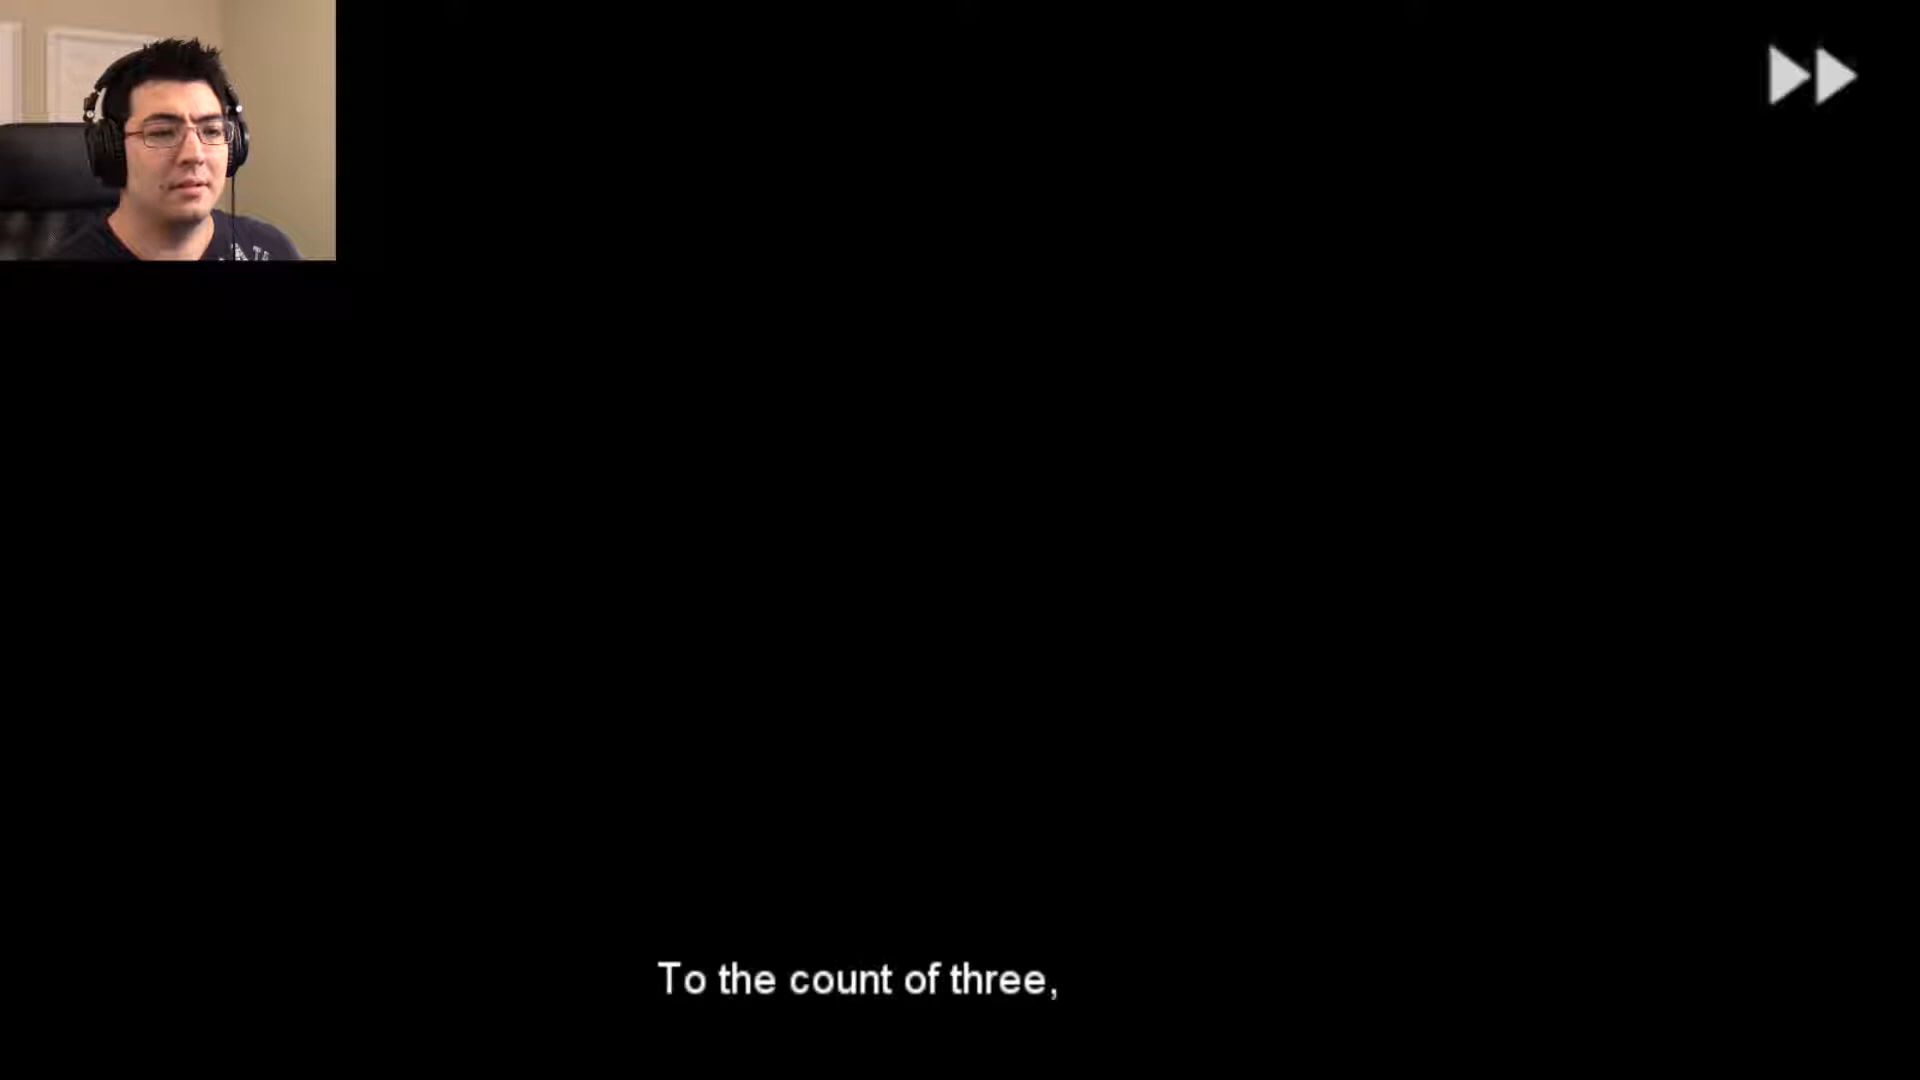 To the count of three,